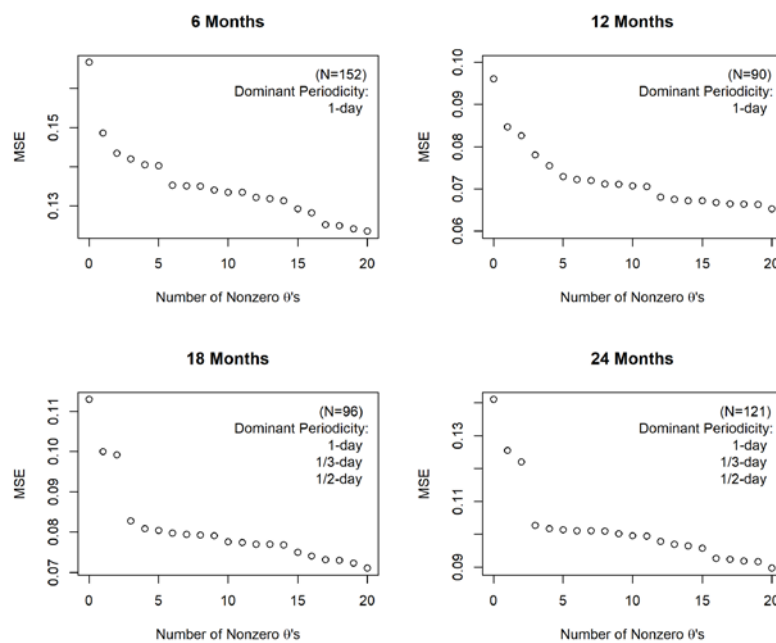 6 Months
(N=152)
Dominant Periodicity:
1-day
MSE
0.13
0.15
0
5
10
15
20
Number of Nonzero θ's
12 Months
(N=90)
Dominant Periodicity:
1-day
MSE
0.06
0.07
0.08
0.09
0.10
0
5
10
15
20
Number of Nonzero θ's
18 Months
(N=96)
Dominant Periodicity:
1-day
1/3-day
1/2-day
MSE
0.07
0.08
0.09
0.10
0.11
0
5
10
15
20
Number of Nonzero θ's
24 Months
(N=121)
Dominant Periodicity:
1-day
1/3-day
1/2-day
MSE
0.09
0.11
0.13
0
5
10
15
20
Number of Nonzero θ's